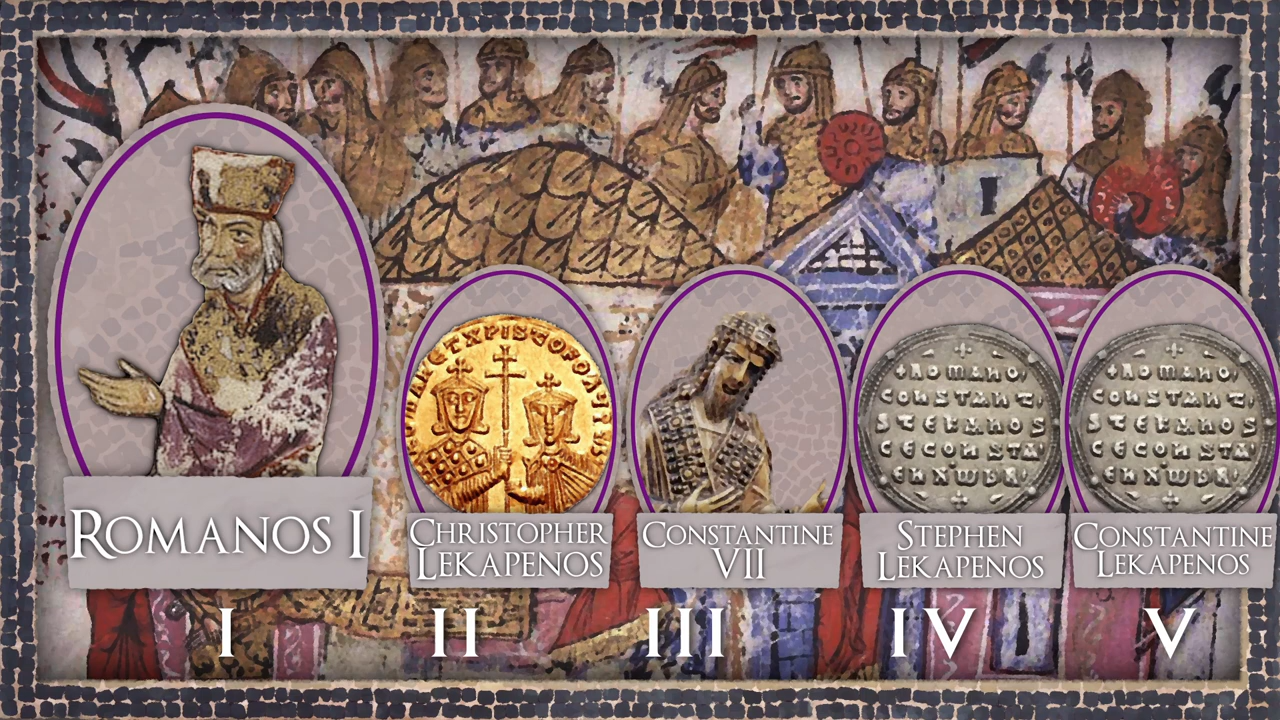 ROMANOS I
CHRISTOPHER
LEKAPENOS
CONSTANTINE
VII
STEPHEN
LEKAPENOS
CONSTANTINE
LEKAPENOS
I
II
III
IV
V